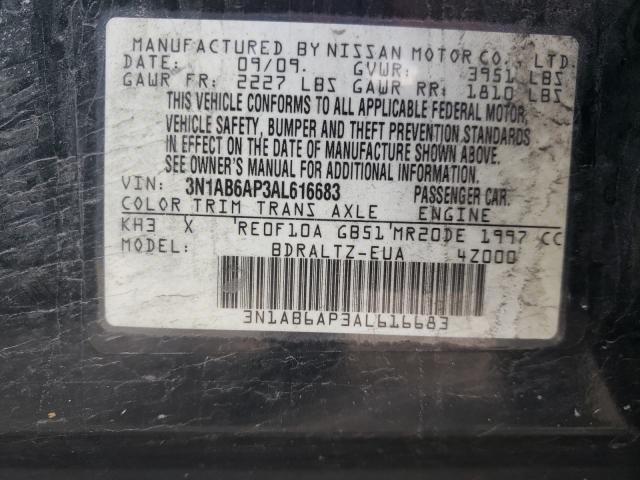 MANUFACTURED BY NISSAN MOTOR CO., LTD.
DATE: 09/09. GVWR: 3951 LBS
GAWR FR: 2227 LBS GAWR RR: 1810 LBS
THIS VEHICLE CONFORMS TO ALL APPLICABLE FEDERAL MOTOR
VEHICLE SAFETY, BUMPER AND THEFT PREVENTION STANDARDS
IN EFFECT ON THE DATE OF MANUFACTURE SHOWN ABOVE.
SEE OWNER'S MANUAL FOR ADDITIONAL INFORMATION.
VIN: 3N1AB6AP3AL616683 PASSENGER CAR.
COLOR TRIM TRANS AXLE ENGINE
KH3 X 'RE0F10A GB51'MR20DE 1997 CC
MODEL: BDRALTZ-EUA 4Z000
3N1AB6AP3AL616683